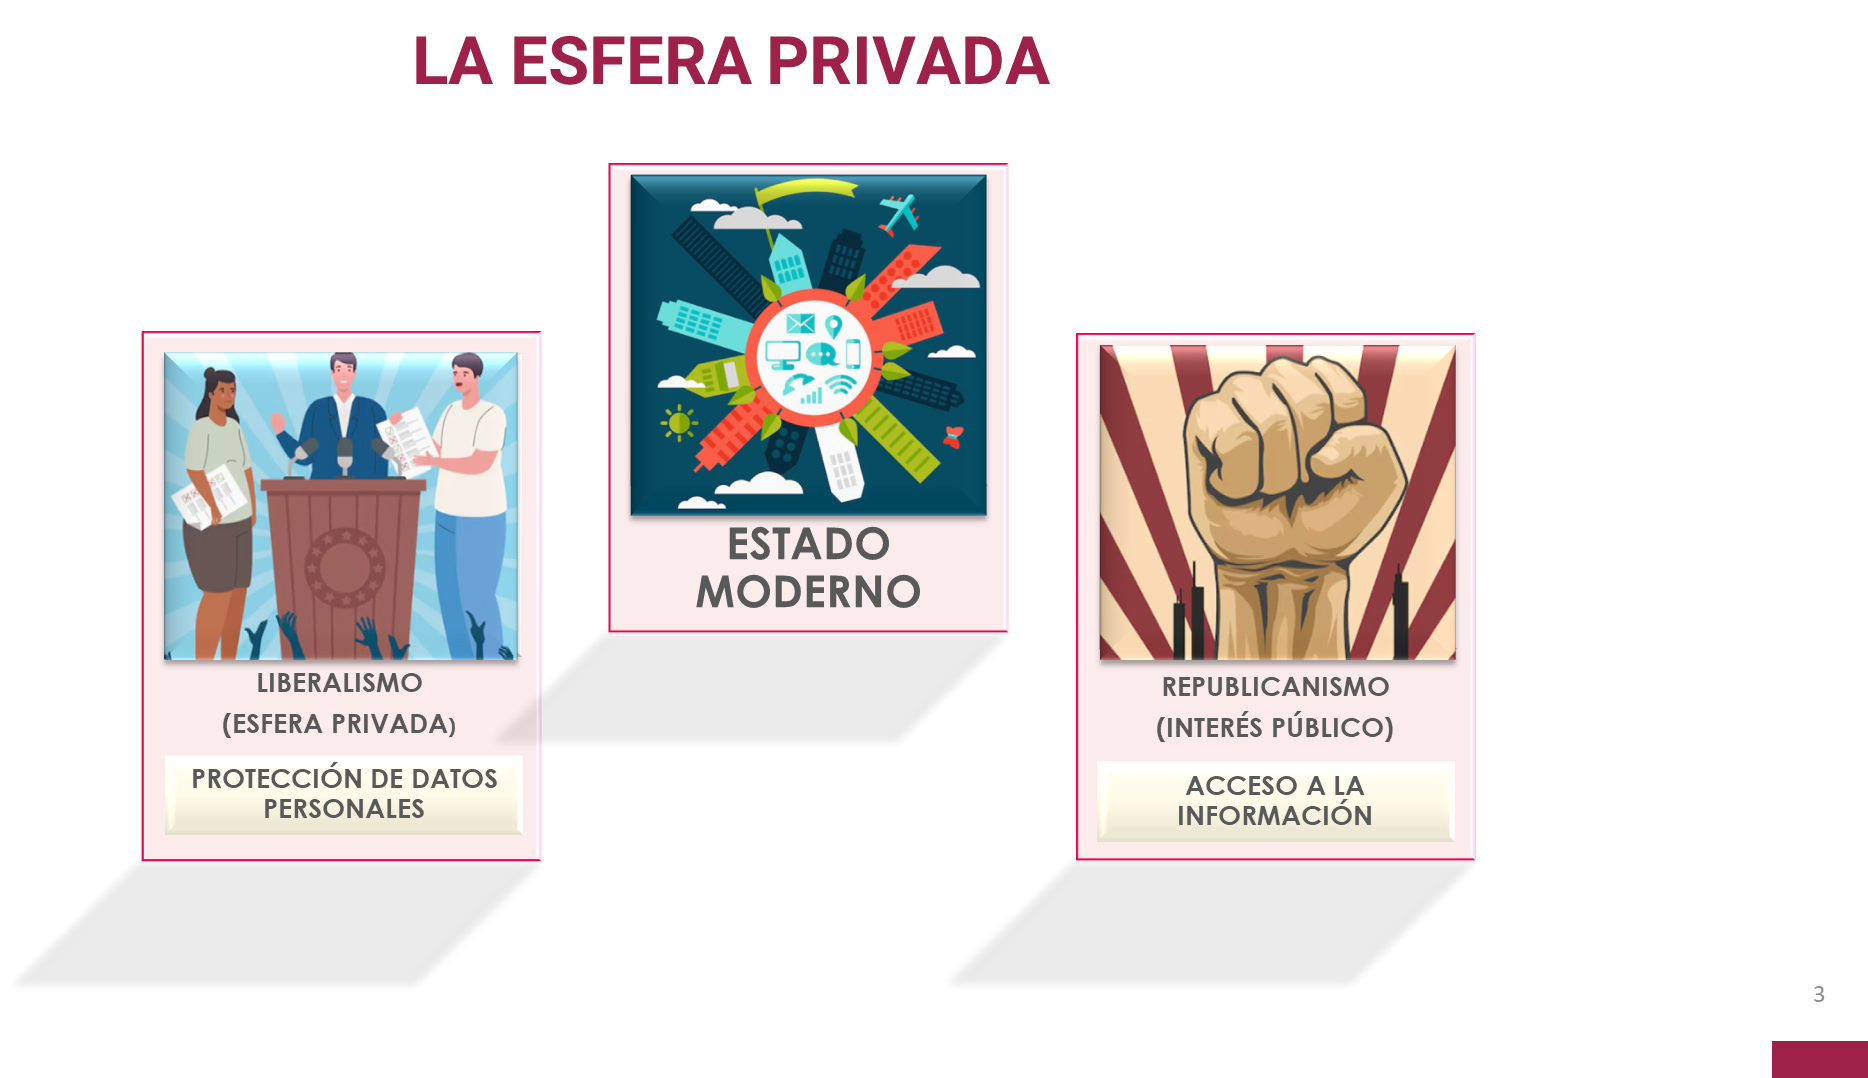 LA ESFERA PRIVADA
ESTADO
MODERNO
LIBERALISMO
(ESFERA PRIVADA)
PROTECCIÓN DE DATOS
PERSONALES
REPUBLICANISMO
(INTERÉS PÚBLICO)
ACCESO A LA
INFORMACIÓN
3